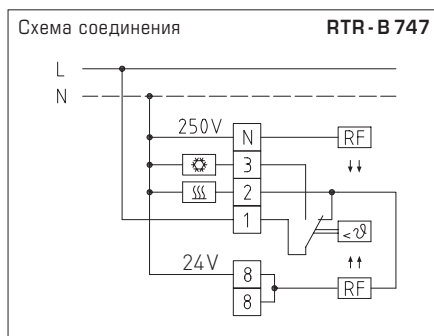 Схема соединения RTR-B 747
L
N
250V N RF
3
2
1 <ϑ
24V 8
8 RF